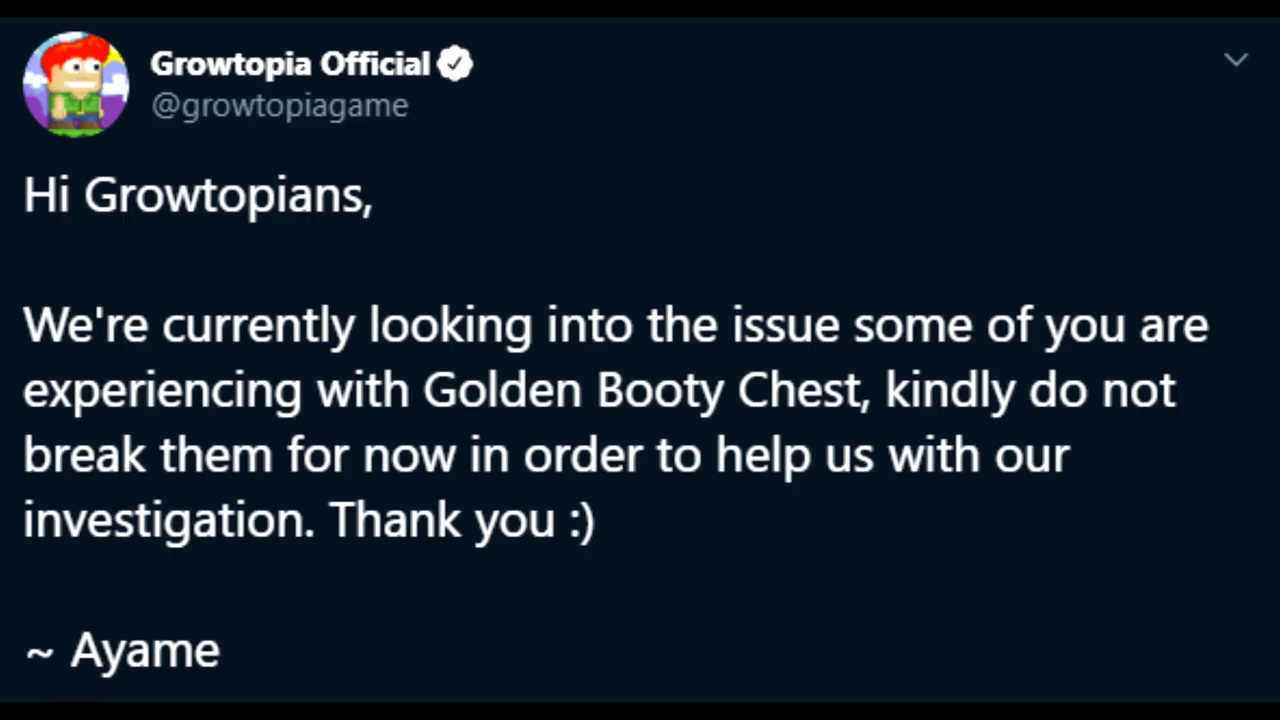 Growtopia Official
@growtopiagame
Hi Growtopians,
We're currently looking into the issue some of you are
experiencing with Golden Booty Chest, kindly do not
break them for now in order to help us with our
investigation. Thank you :)
~ Ayame